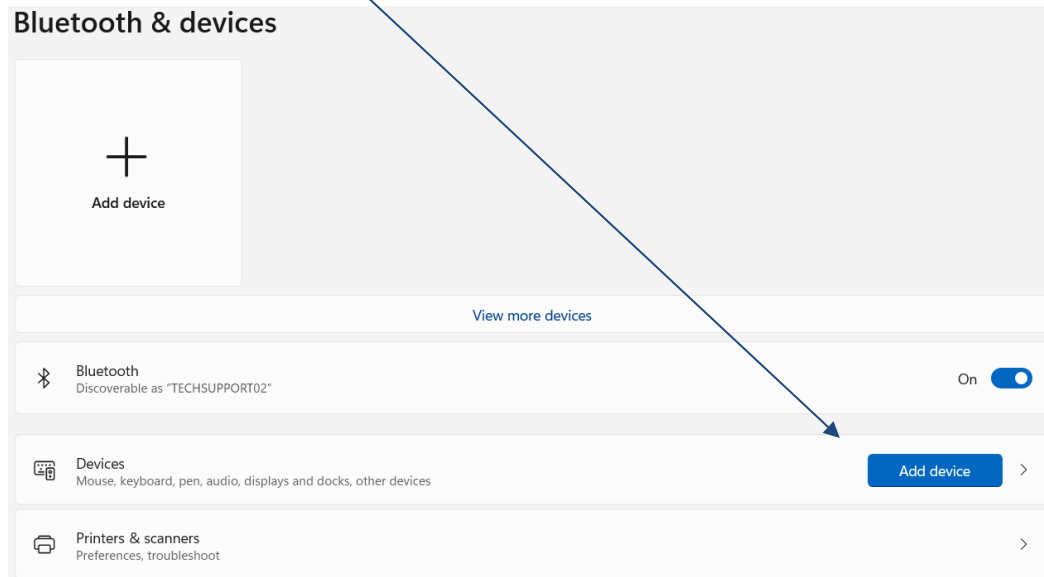 Bluetooth & devices
Add device
View more devices
Bluetooth
Discoverable as "TECHSUPPORT02"
On
Devices
Mouse, keyboard, pen, audio, displays and docks, other devices
Add device
Printers & scanners
Preferences, troubleshoot